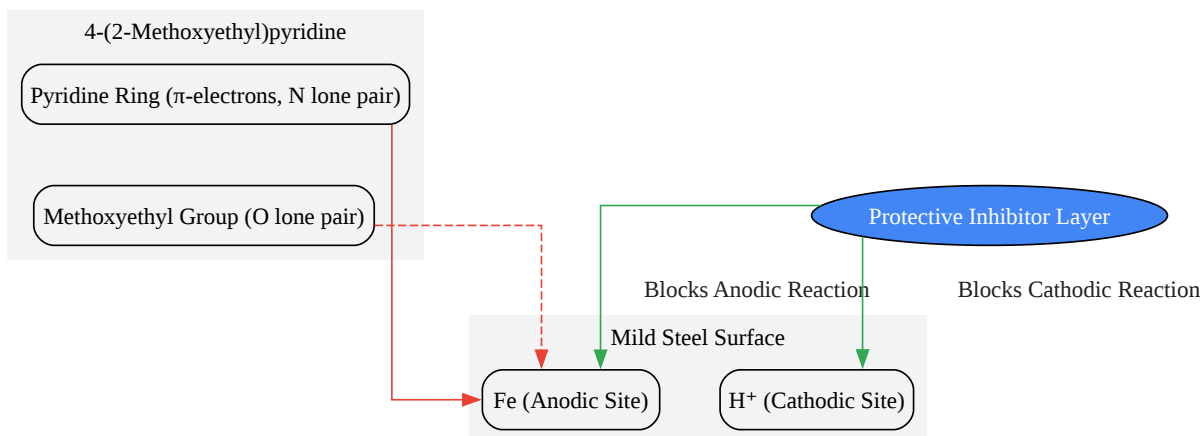 4-(2-Methoxyethyl)pyridine
Pyridine Ring (π-electrons, N lone pair)
Methoxyethyl Group (O lone pair)
Protective Inhibitor Layer
Blocks Anodic Reaction
Blocks Cathodic Reaction
Mild Steel Surface
Fe (Anodic Site)
H⁺ (Cathodic Site)